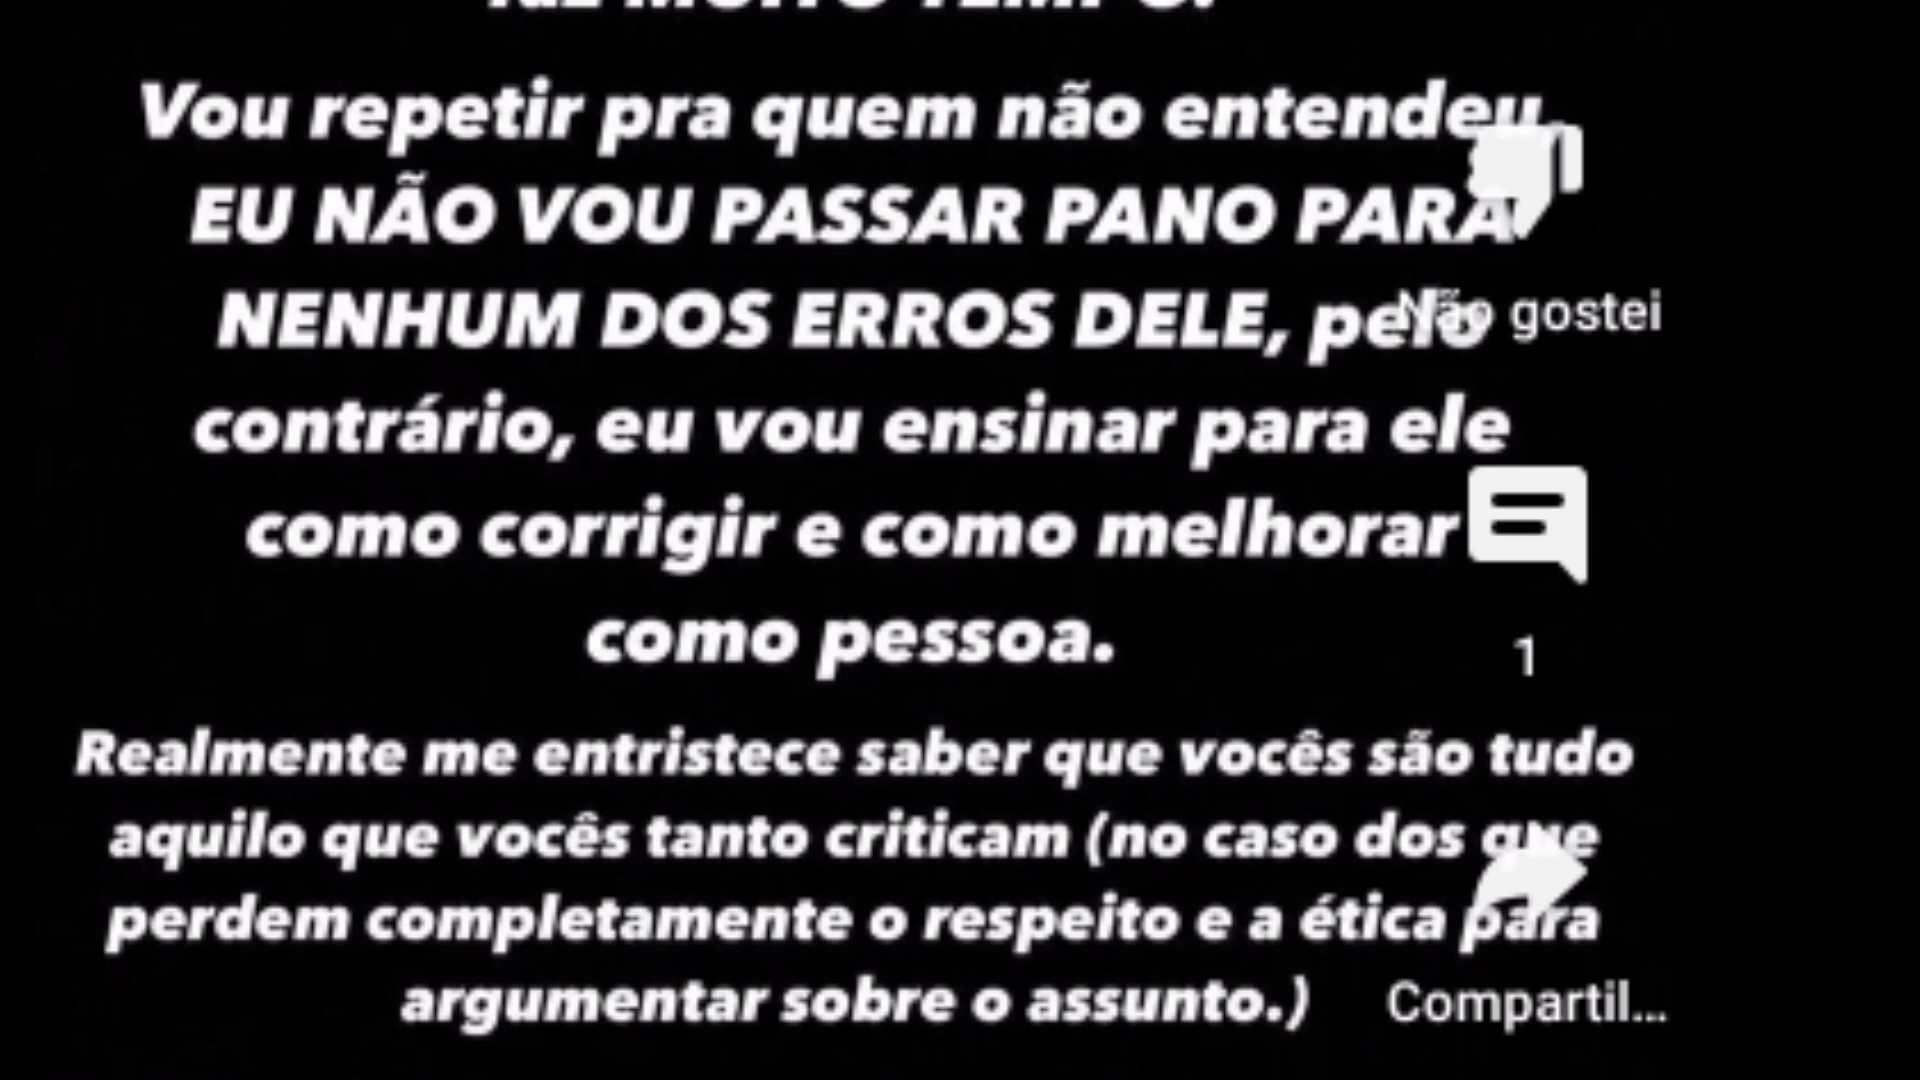 faz MUITO TEMPO.
Vou repetir pra quem não entendeu,
EU NÃO VOU PASSAR PANO PARA
NENHUM DOS ERROS DELE, pelo
Não gostei
contrário, eu vou ensinar para ele
como corrigir e como melhorar
como pessoa.
1
Realmente me entristece saber que vocês são tudo
aquilo que vocês tanto criticam (no caso dos que
perdem completamente o respeito e a ética para
argumentar sobre o assunto.)
Compartil...